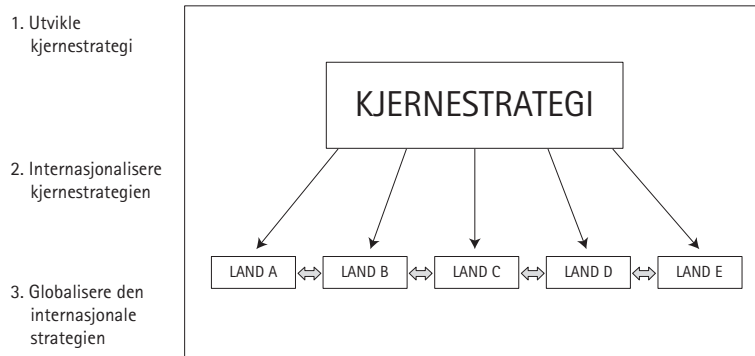 1. Utvikle
kjernestrategi
KJERNESTRATEGI
2. Internasjonalisere
kjernestrategien
LAND A LAND B LAND C LAND D LAND E
3. Globalisere den
internasjonale
strategien